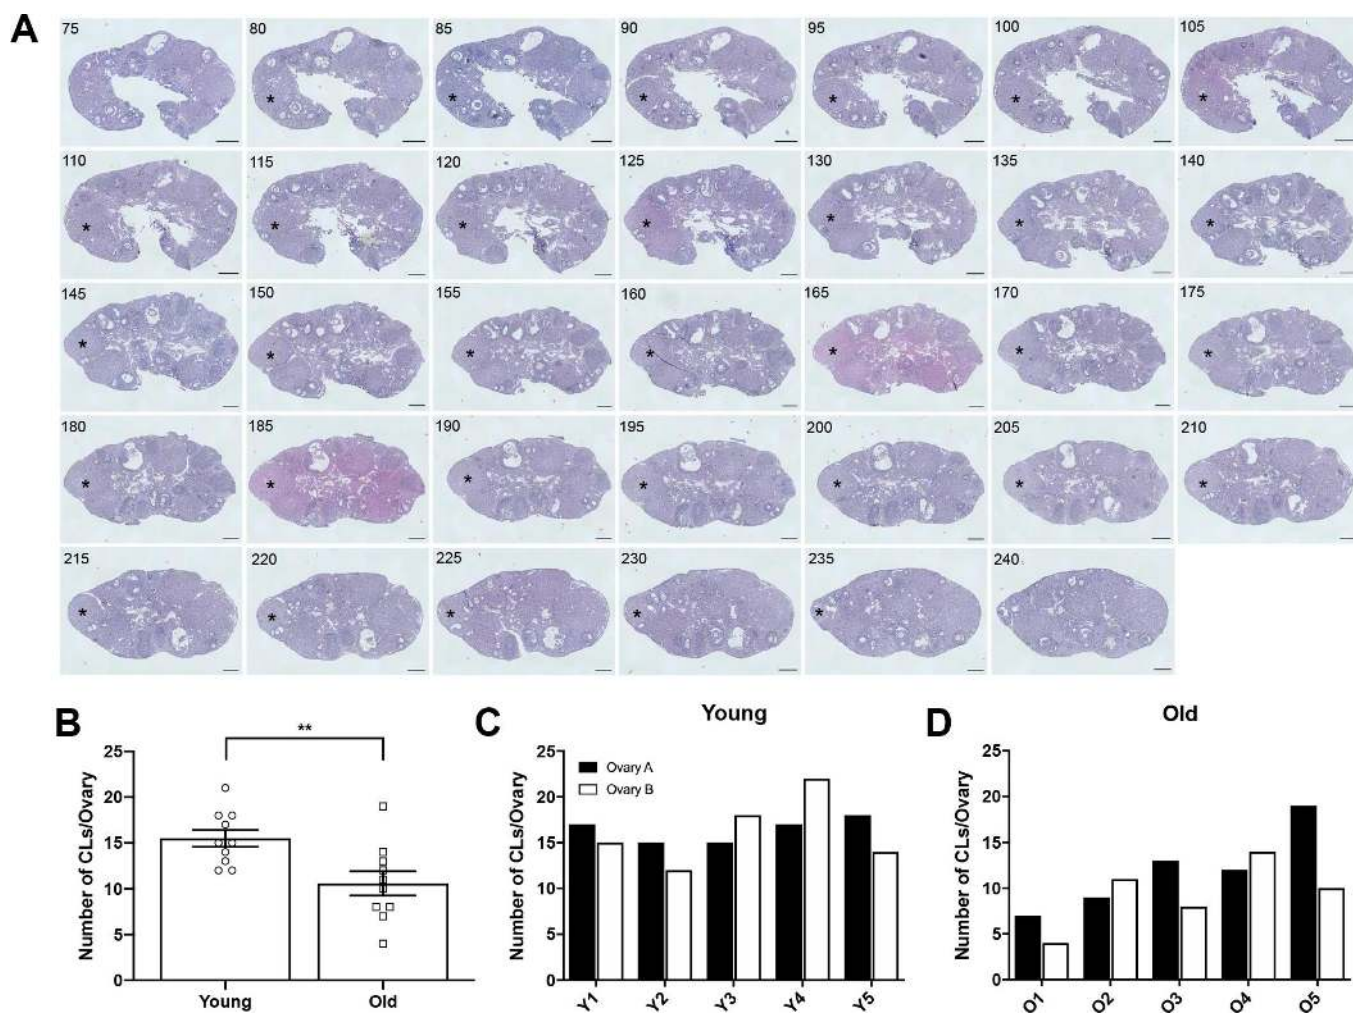 A
75 80 85 90 95 100 105
110 115 120 125 130 135 140
145 150 155 160 165 170 175
180 185 190 195 200 205 210
215 220 225 230 235 240
* * * * * * * * * * * * * * * * * * * * * * * * * * * * * * * *
B
**
Number of CLs/Ovary
25
20
15
10
5
0
Young Old
C
Young
Number of CLs/Ovary
25
20
15
10
5
0
Ovary A
Ovary B
Y1 Y2 Y3 Y4 Y5
D
Old
Number of CLs/Ovary
25
20
15
10
5
0
O1 O2 O3 O4 O5